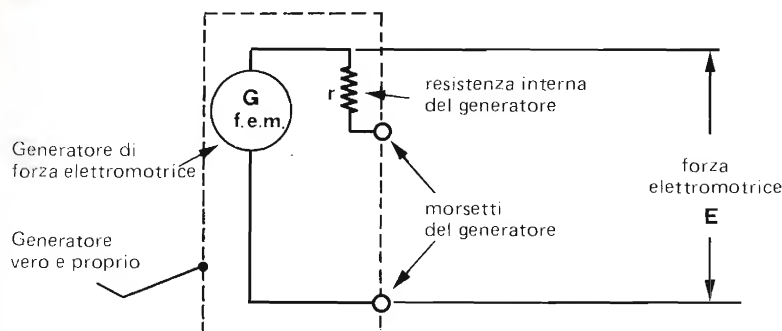 G
f.e.m.
r
resistenza interna
del generatore
Generatore di
forza elettromotrice
forza
elettromotrice
E
morsetti
del generatore
Generatore
vero e proprio